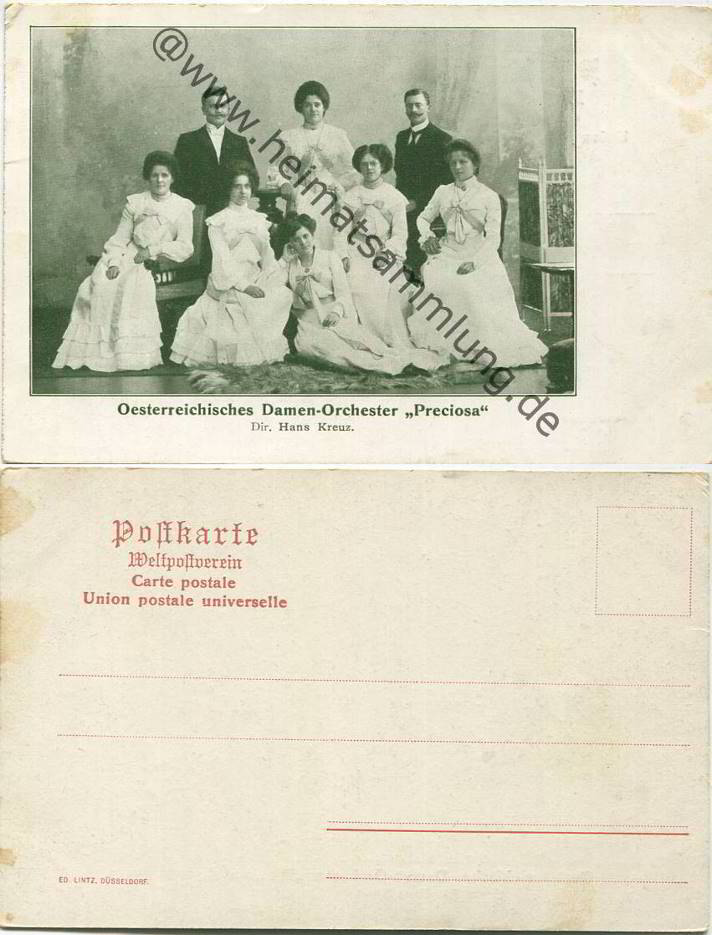 @www.heimatsammlung.de
Oesterreichisches Damen-Orchester „Preciosa“
Dir. Hans Kreuz.
Postkarte
Weltpostverein
Carte postale
Union postale universelle
ED. LINTZ, DÜSSELDORF.